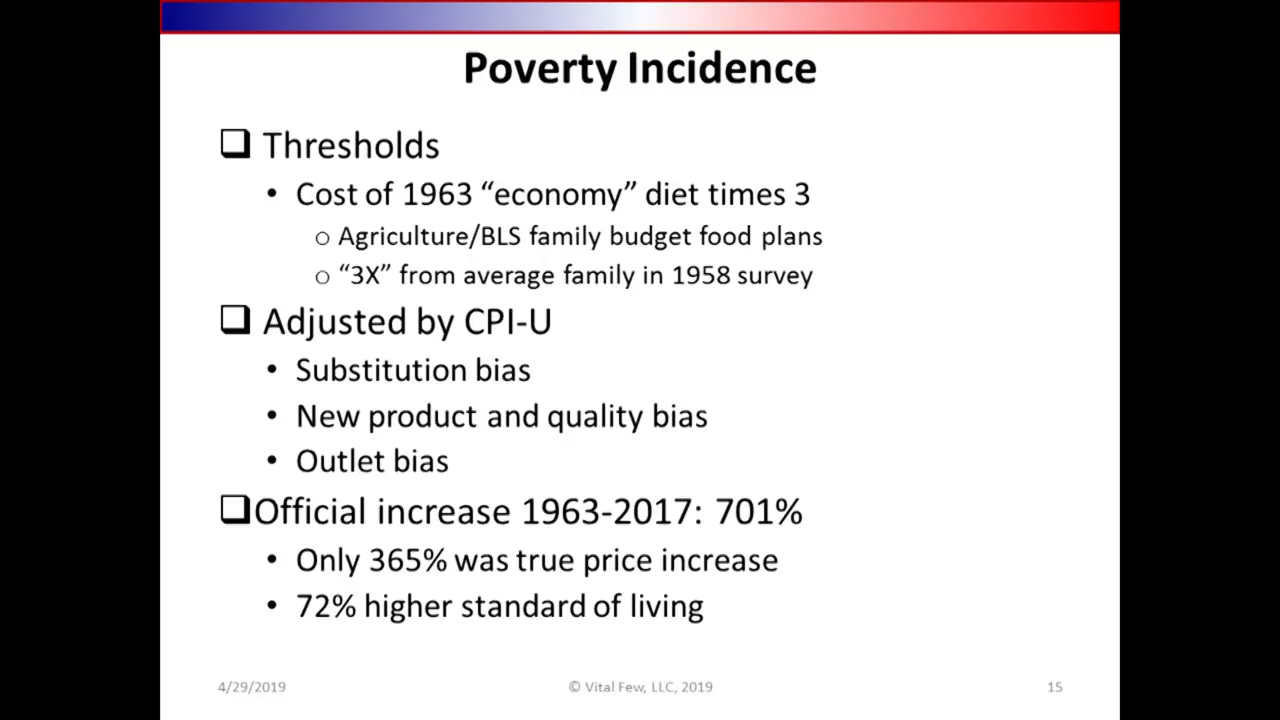 Poverty Incidence
❑ Thresholds
• Cost of 1963 “economy” diet times 3
○ Agriculture/BLS family budget food plans
○ “3X” from average family in 1958 survey
❑ Adjusted by CPI-U
• Substitution bias
• New product and quality bias
• Outlet bias
❑Official increase 1963-2017: 701%
• Only 365% was true price increase
• 72% higher standard of living
4/29/2019 © Vital Few, LLC, 2019 15